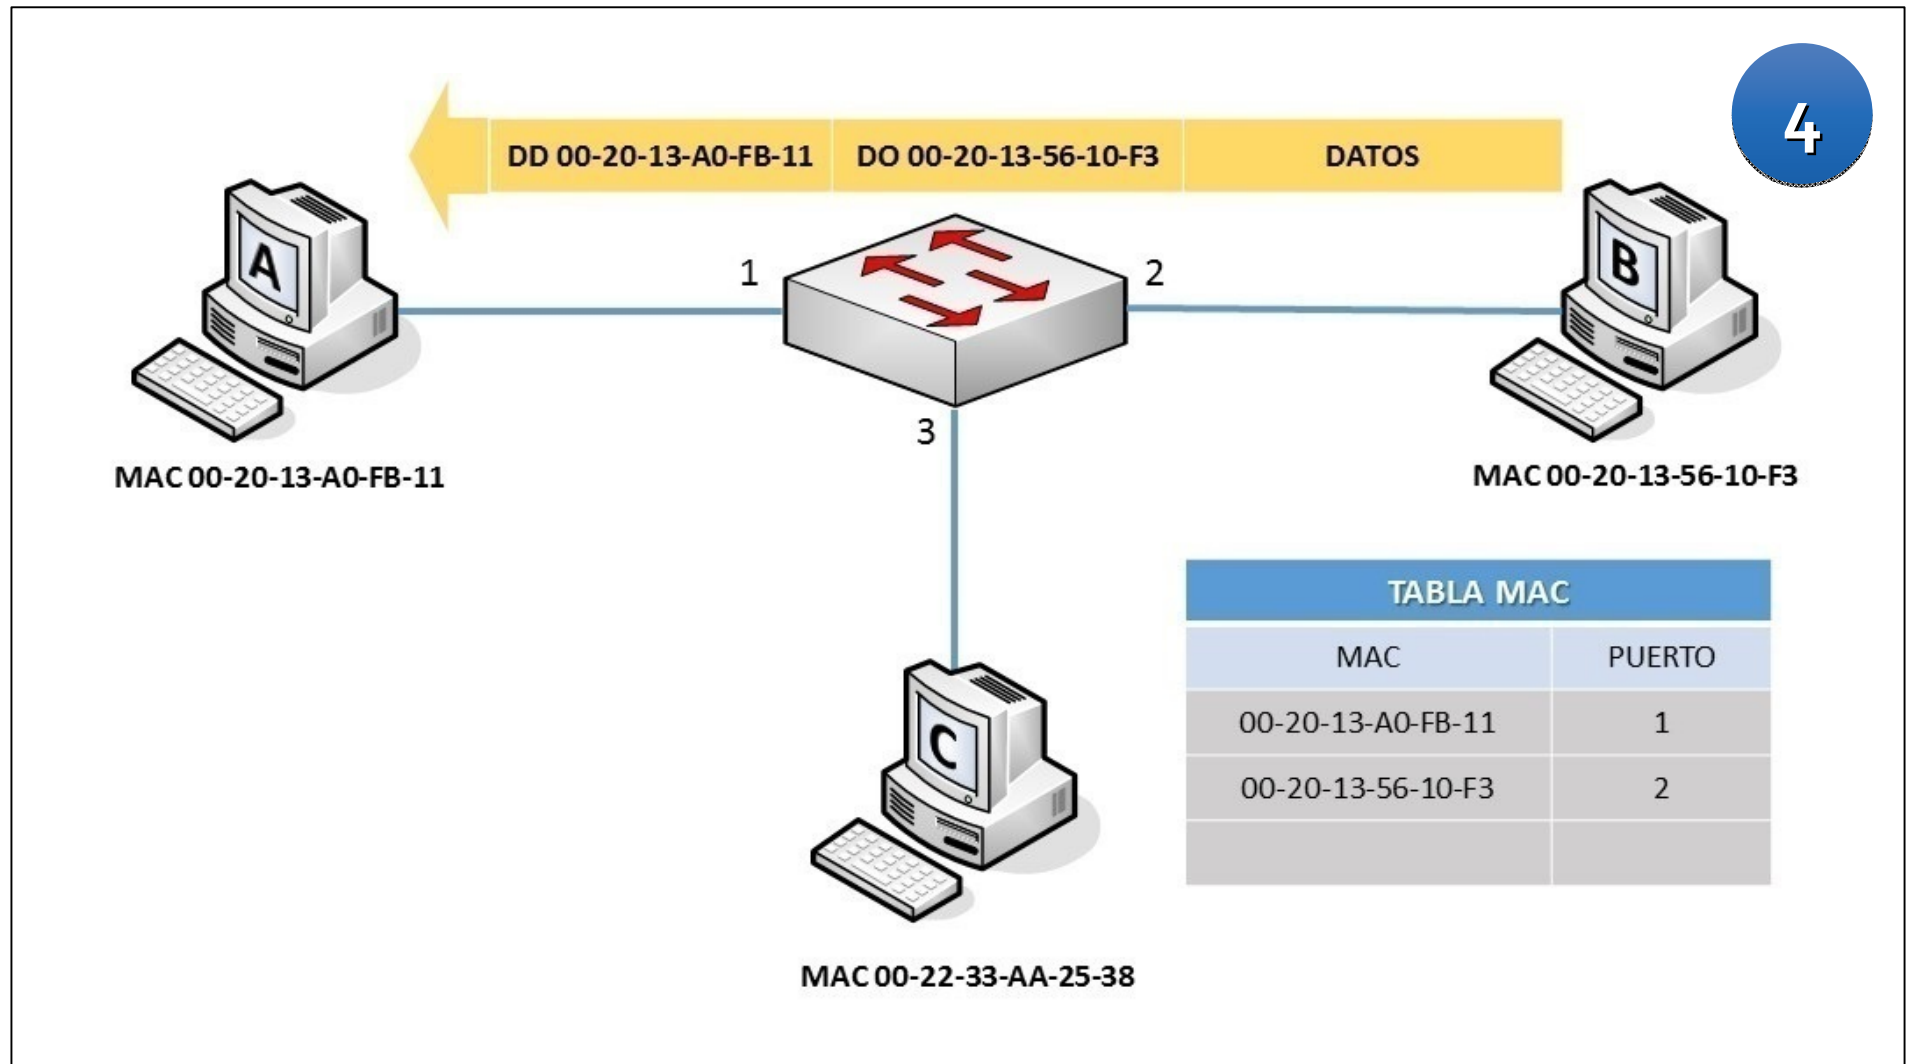 4
DD 00-20-13-A0-FB-11 DO 00-20-13-56-10-F3 DATOS
A
B
1
2
3
MAC 00-20-13-A0-FB-11
MAC 00-20-13-56-10-F3
C
MAC 00-22-33-AA-25-38
TABLA MAC
MAC PUERTO
00-20-13-A0-FB-11 1
00-20-13-56-10-F3 2